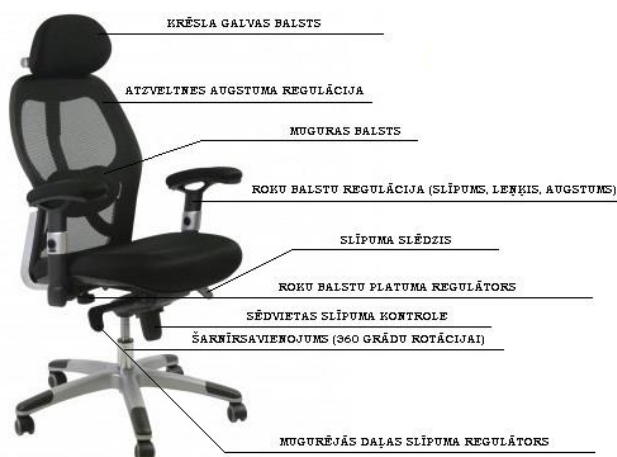 KRĒSLA GALVAS BALSTS
ATZVELTNES AUGSTUMA REGULĀCIJA
MUGURAS BALSTS
ROKU BALSTU REGULĀCIJA (SLĪPUMS, LEŅĶIS, AUGSTUMS)
SLĪPUMA SLĒDZIS
ROKU BALSTU PLATUMA REGULĀTORS
SĒDVIETAS SLĪPUMA KONTROLE
ŠARNĪRSAVIENOJUMS (360 GRĀDU ROTĀCIJAI)
MUGURĒJĀS DAĻAS SLĪPUMA REGULĀTORS